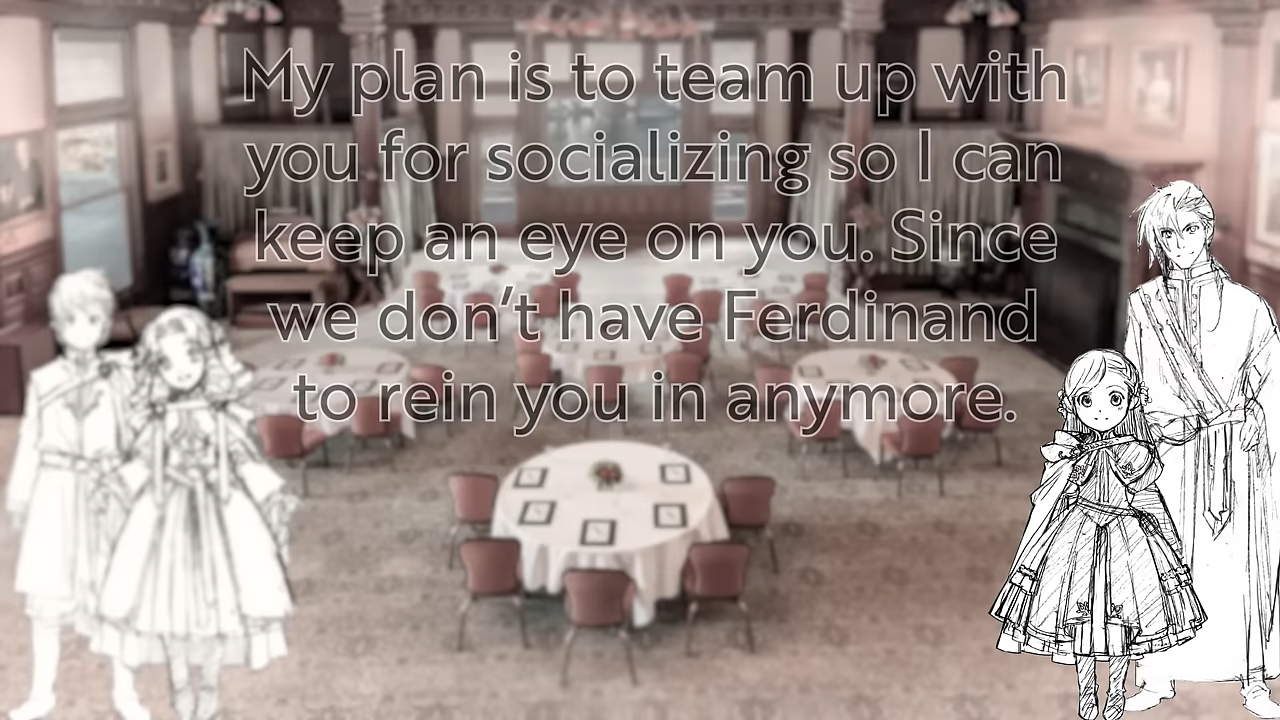 My plan is to team up with
you for socializing so I can
keep an eye on you. Since
we don’t have Ferdinand
to rein you in anymore.